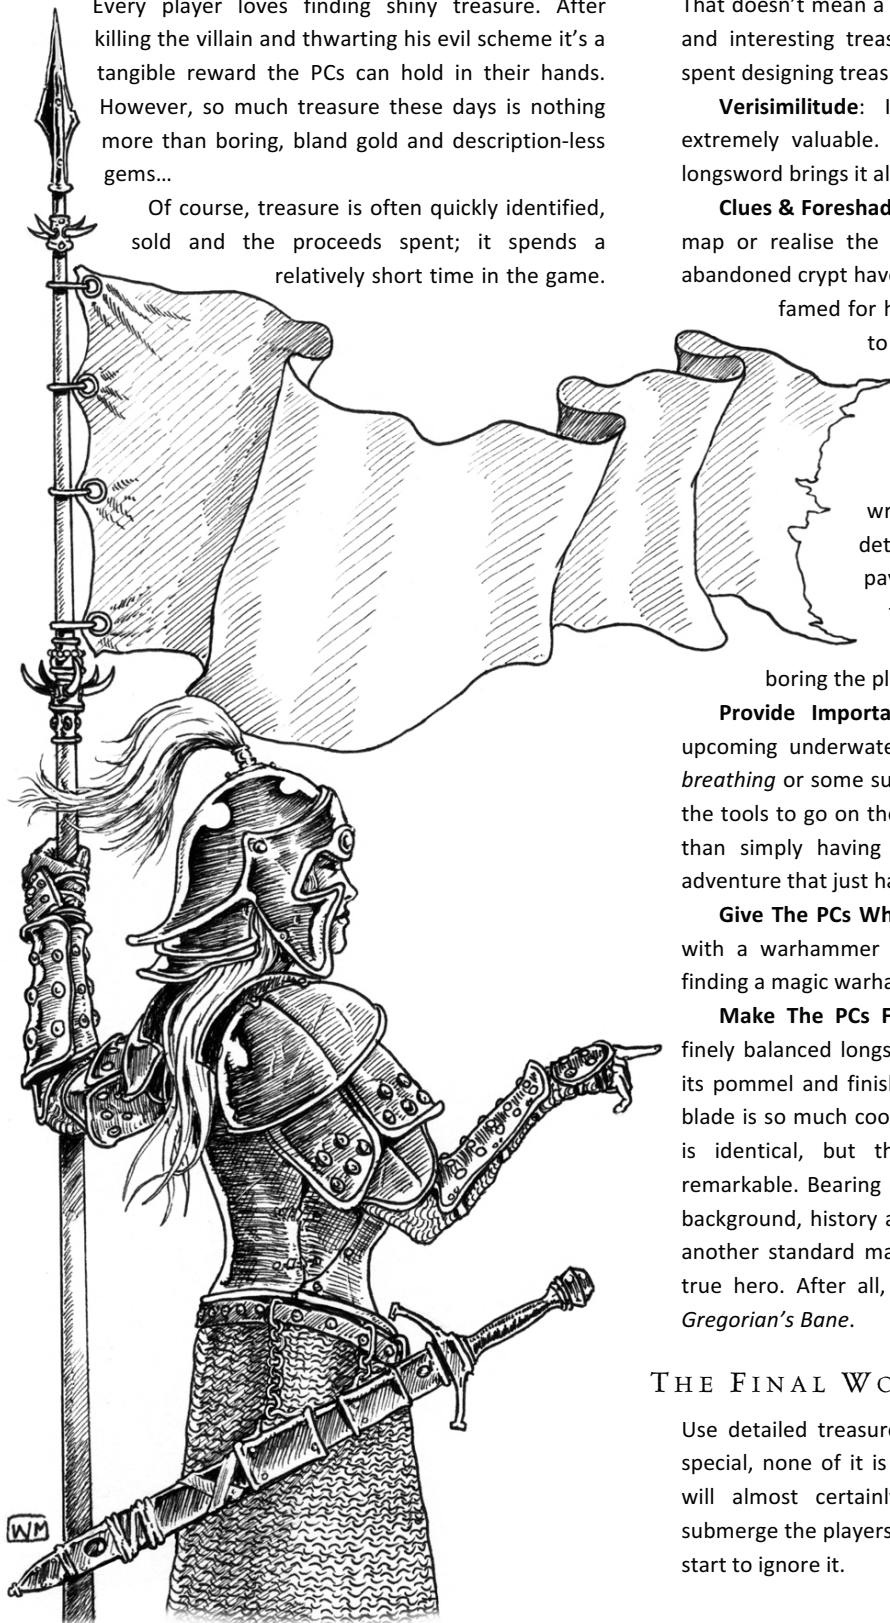 Every player loves finding shiny treasure. After
killing the villain and thwarting his evil scheme it's a
tangible reward the PCs can hold in their hands.
However, so much treasure these days is nothing
more than boring, bland gold and description-less
gems…
Of course, treasure is often quickly identified,
sold and the proceeds spent; it spends a
relatively short time in the game.
That doesn't mean a
and interesting treas
spent designing treas
Verisimilitude: I
extremely valuable.
longsword brings it al
Clues & Foreshad
map or realise the
abandoned crypt have
famed for h
to
wr
det
pay
boring the pl
Provide Importa
upcoming underwate
breathing or some su
the tools to go on the
than simply having
adventure that just ha
Give The PCs Wh
with a warhammer
finding a magic warha
Make The PCs F
finely balanced longs
its pommel and finish
blade is so much coo
is identical, but th
remarkable. Bearing
background, history a
another standard ma
true hero. After all,
Gregorian's Bane.
THE FINAL WO
Use detailed treasure
special, none of it is
will almost certainl
submerge the players
start to ignore it.
WM